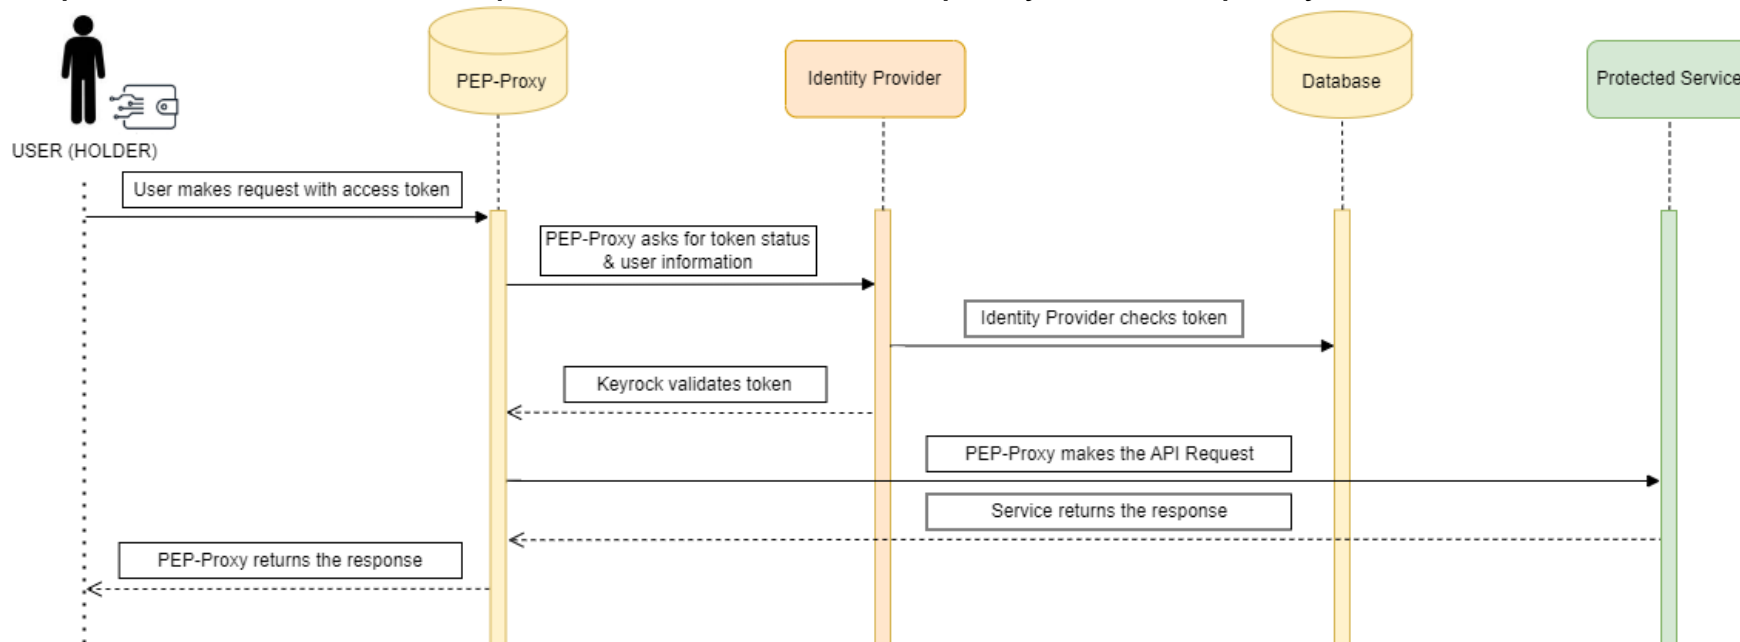 PEP-Proxy
Identity Provider
Database
Protected Service
USER (HOLDER)
User makes request with access token
PEP-Proxy asks for token status
& user information
Identity Provider checks token
Keyrock validates token
PEP-Proxy makes the API Request
Service returns the response
PEP-Proxy returns the response